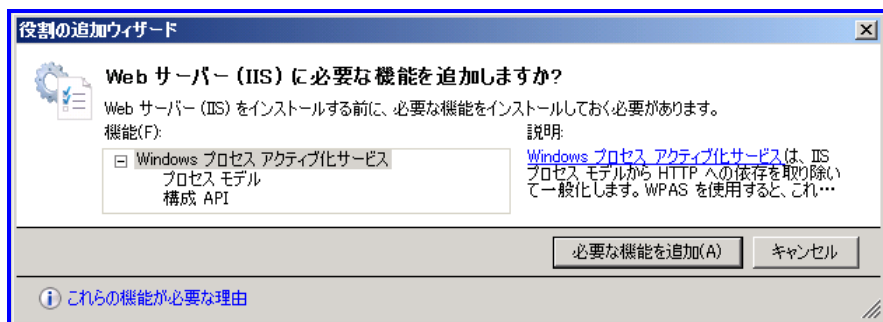 役割の追加ウィザード
Web サーバー (IIS) に必要な機能を追加しますか?
Web サーバー (IIS) をインストールする前に、必要な機能をインストールしておく必要があります。
機能(F):
Windows プロセス アクティブ化サービス
プロセス モデル
構成 API
説明:
Windows プロセス アクティブ化サービスは、IIS
プロセス モデルから HTTP への依存を取り除い
て一般化します。WPAS を使用すると、これ…
必要な機能を追加(A)
キャンセル
これらの機能が必要な理由